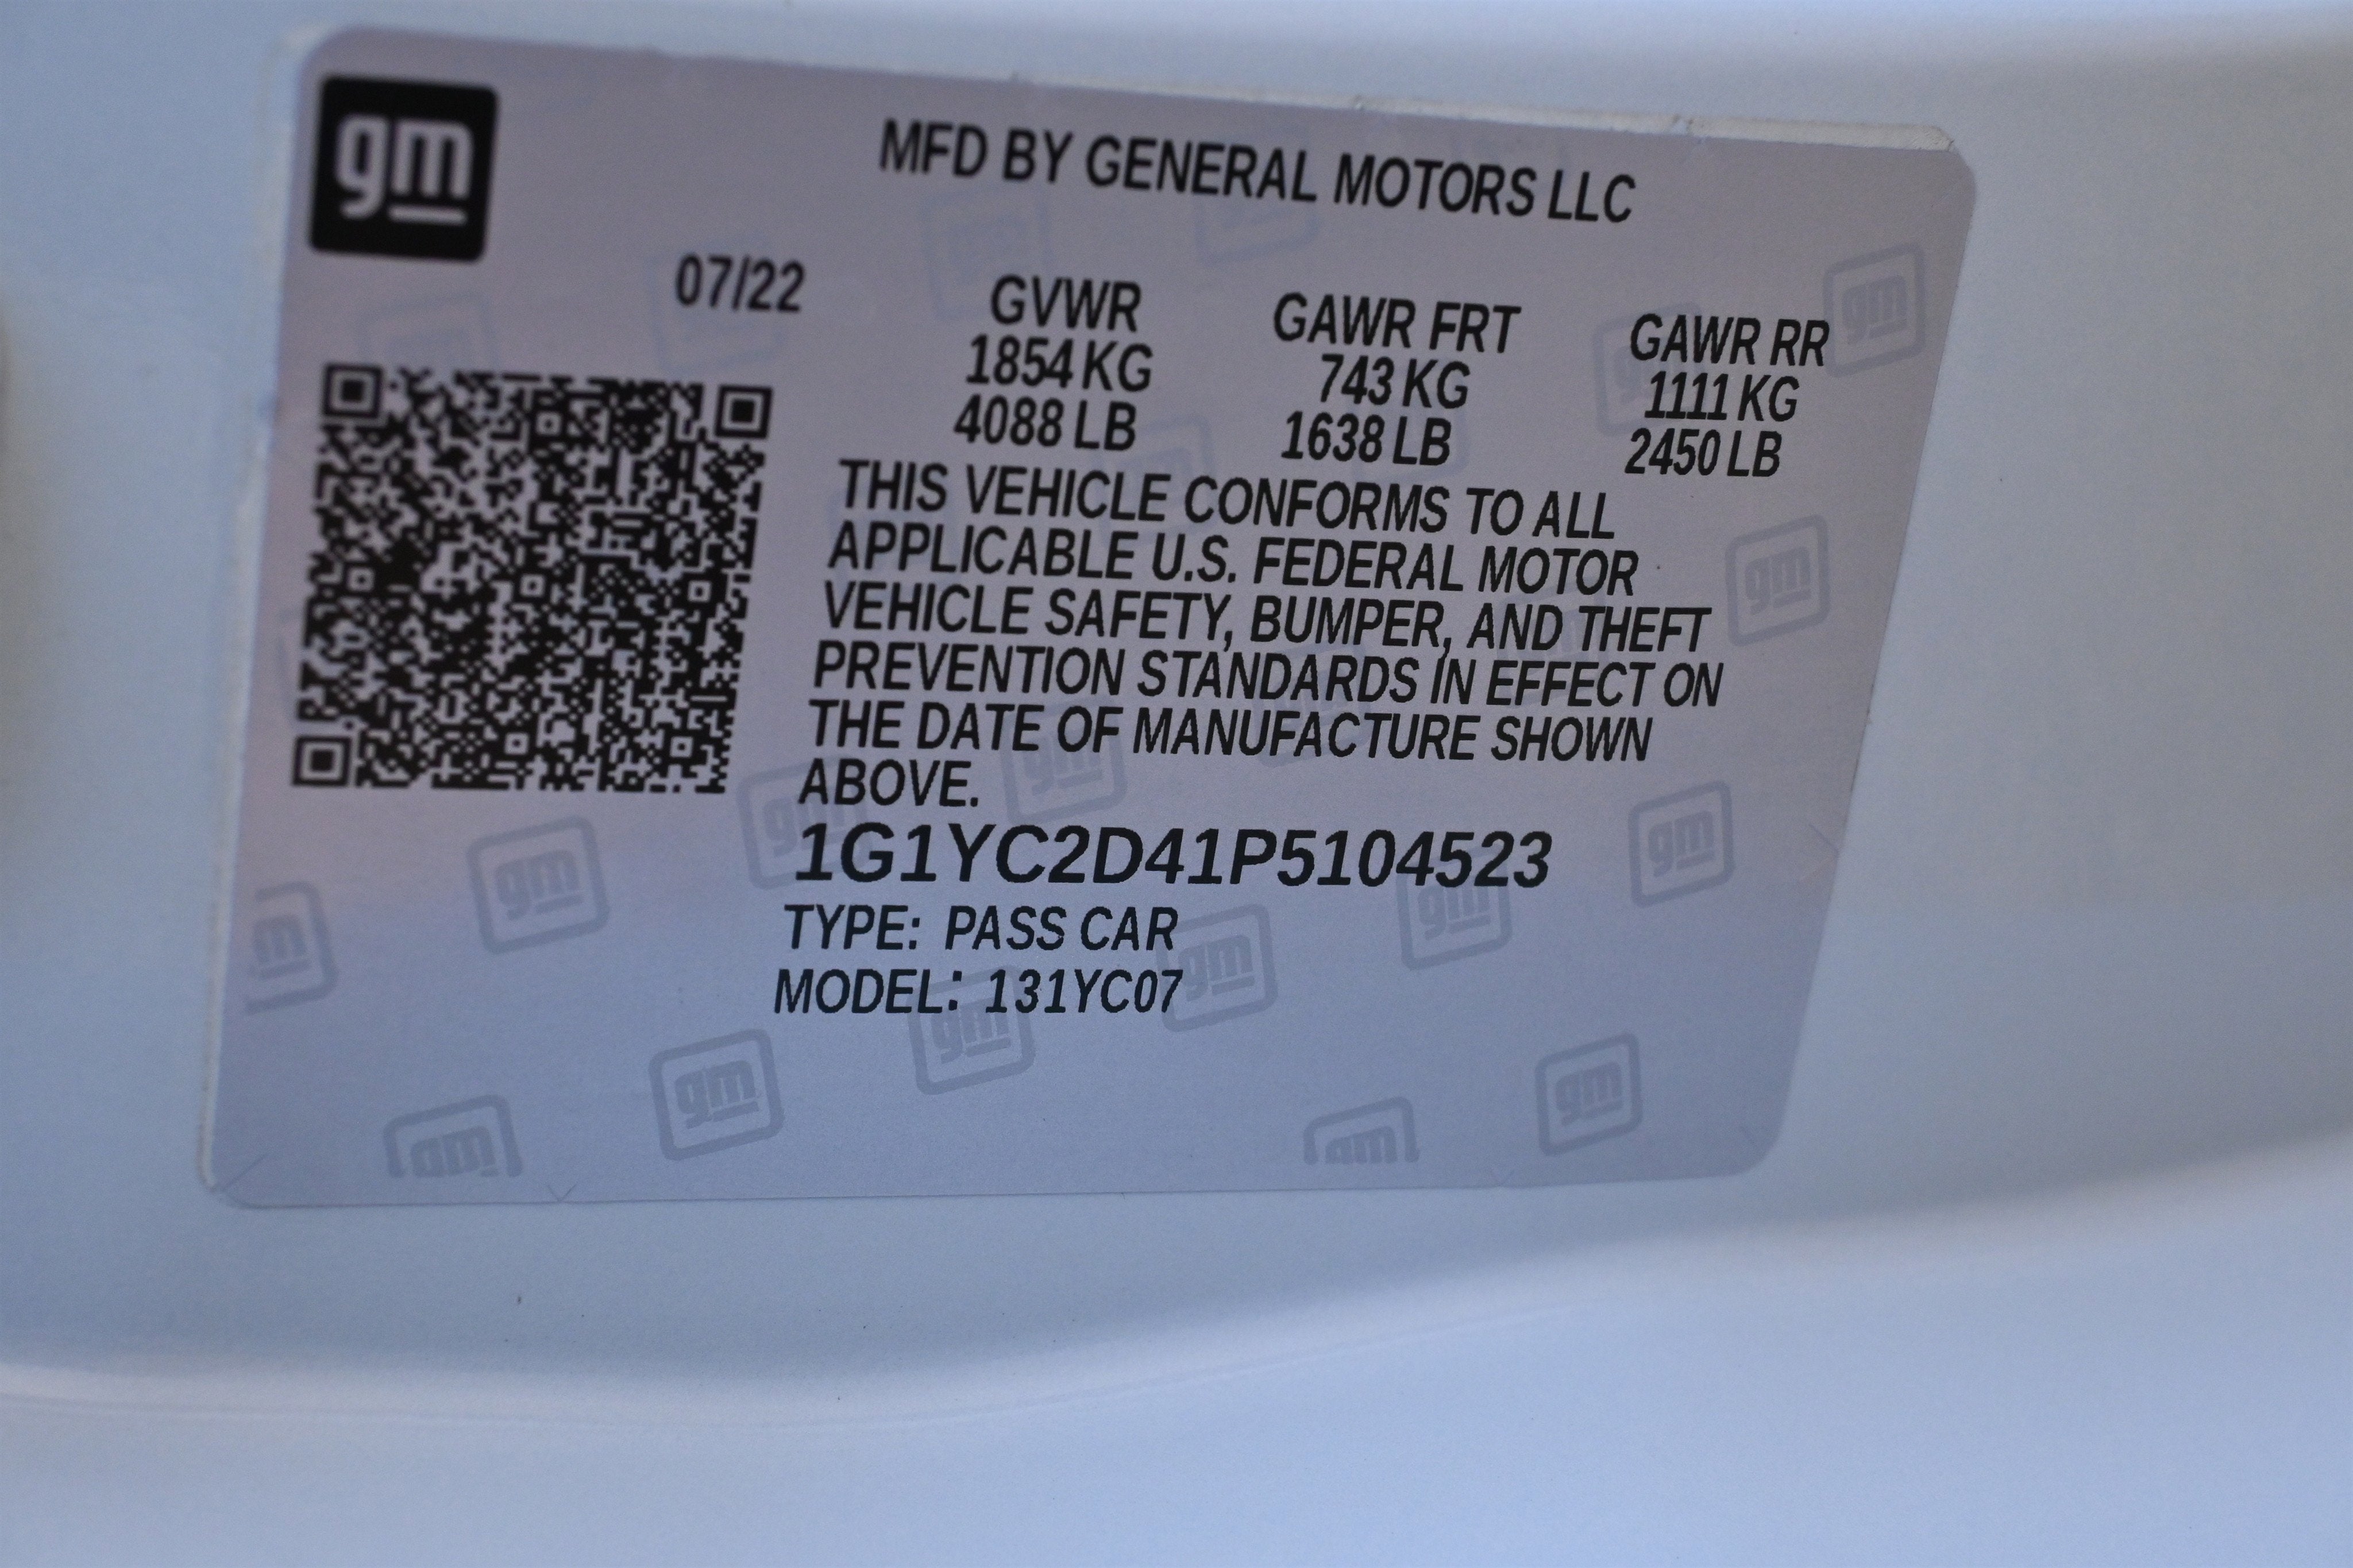 gm
MFD BY GENERAL MOTORS LLC
07/22
GVWR GAWR FRT GAWR RR
1854 KG 743 KG 1111 KG
4088 LB 1638 LB 2450 LB
THIS VEHICLE CONFORMS TO ALL
APPLICABLE U.S. FEDERAL MOTOR
VEHICLE SAFETY, BUMPER, AND THEFT
PREVENTION STANDARDS IN EFFECT ON
THE DATE OF MANUFACTURE SHOWN
ABOVE.
1G1YC2D41P5104523
TYPE: PASS CAR
MODEL: 131YC07